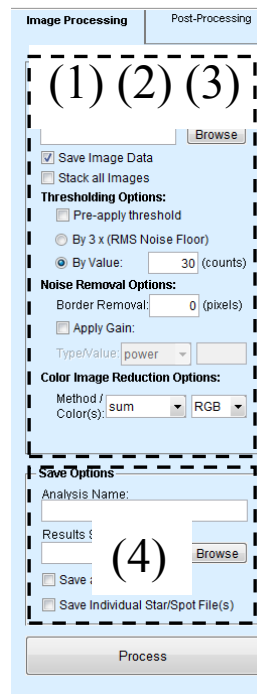 Image Processing Post-Processing
(1) (2) (3)
Browse
Save Image Data
Stack all Images
Thresholding Options:
Pre-apply threshold
By 3 x (RMS Noise Floor)
By Value: 30 (counts)
Noise Removal Options:
Border Removal: 0 (pixels)
Apply Gain:
Type/Value: power
Color Image Reduction Options:
Method /
Color(s): sum RGB
Save Options
Analysis Name:
Results
(4)
Browse
Save
Save Individual Star/Spot File(s)
Process